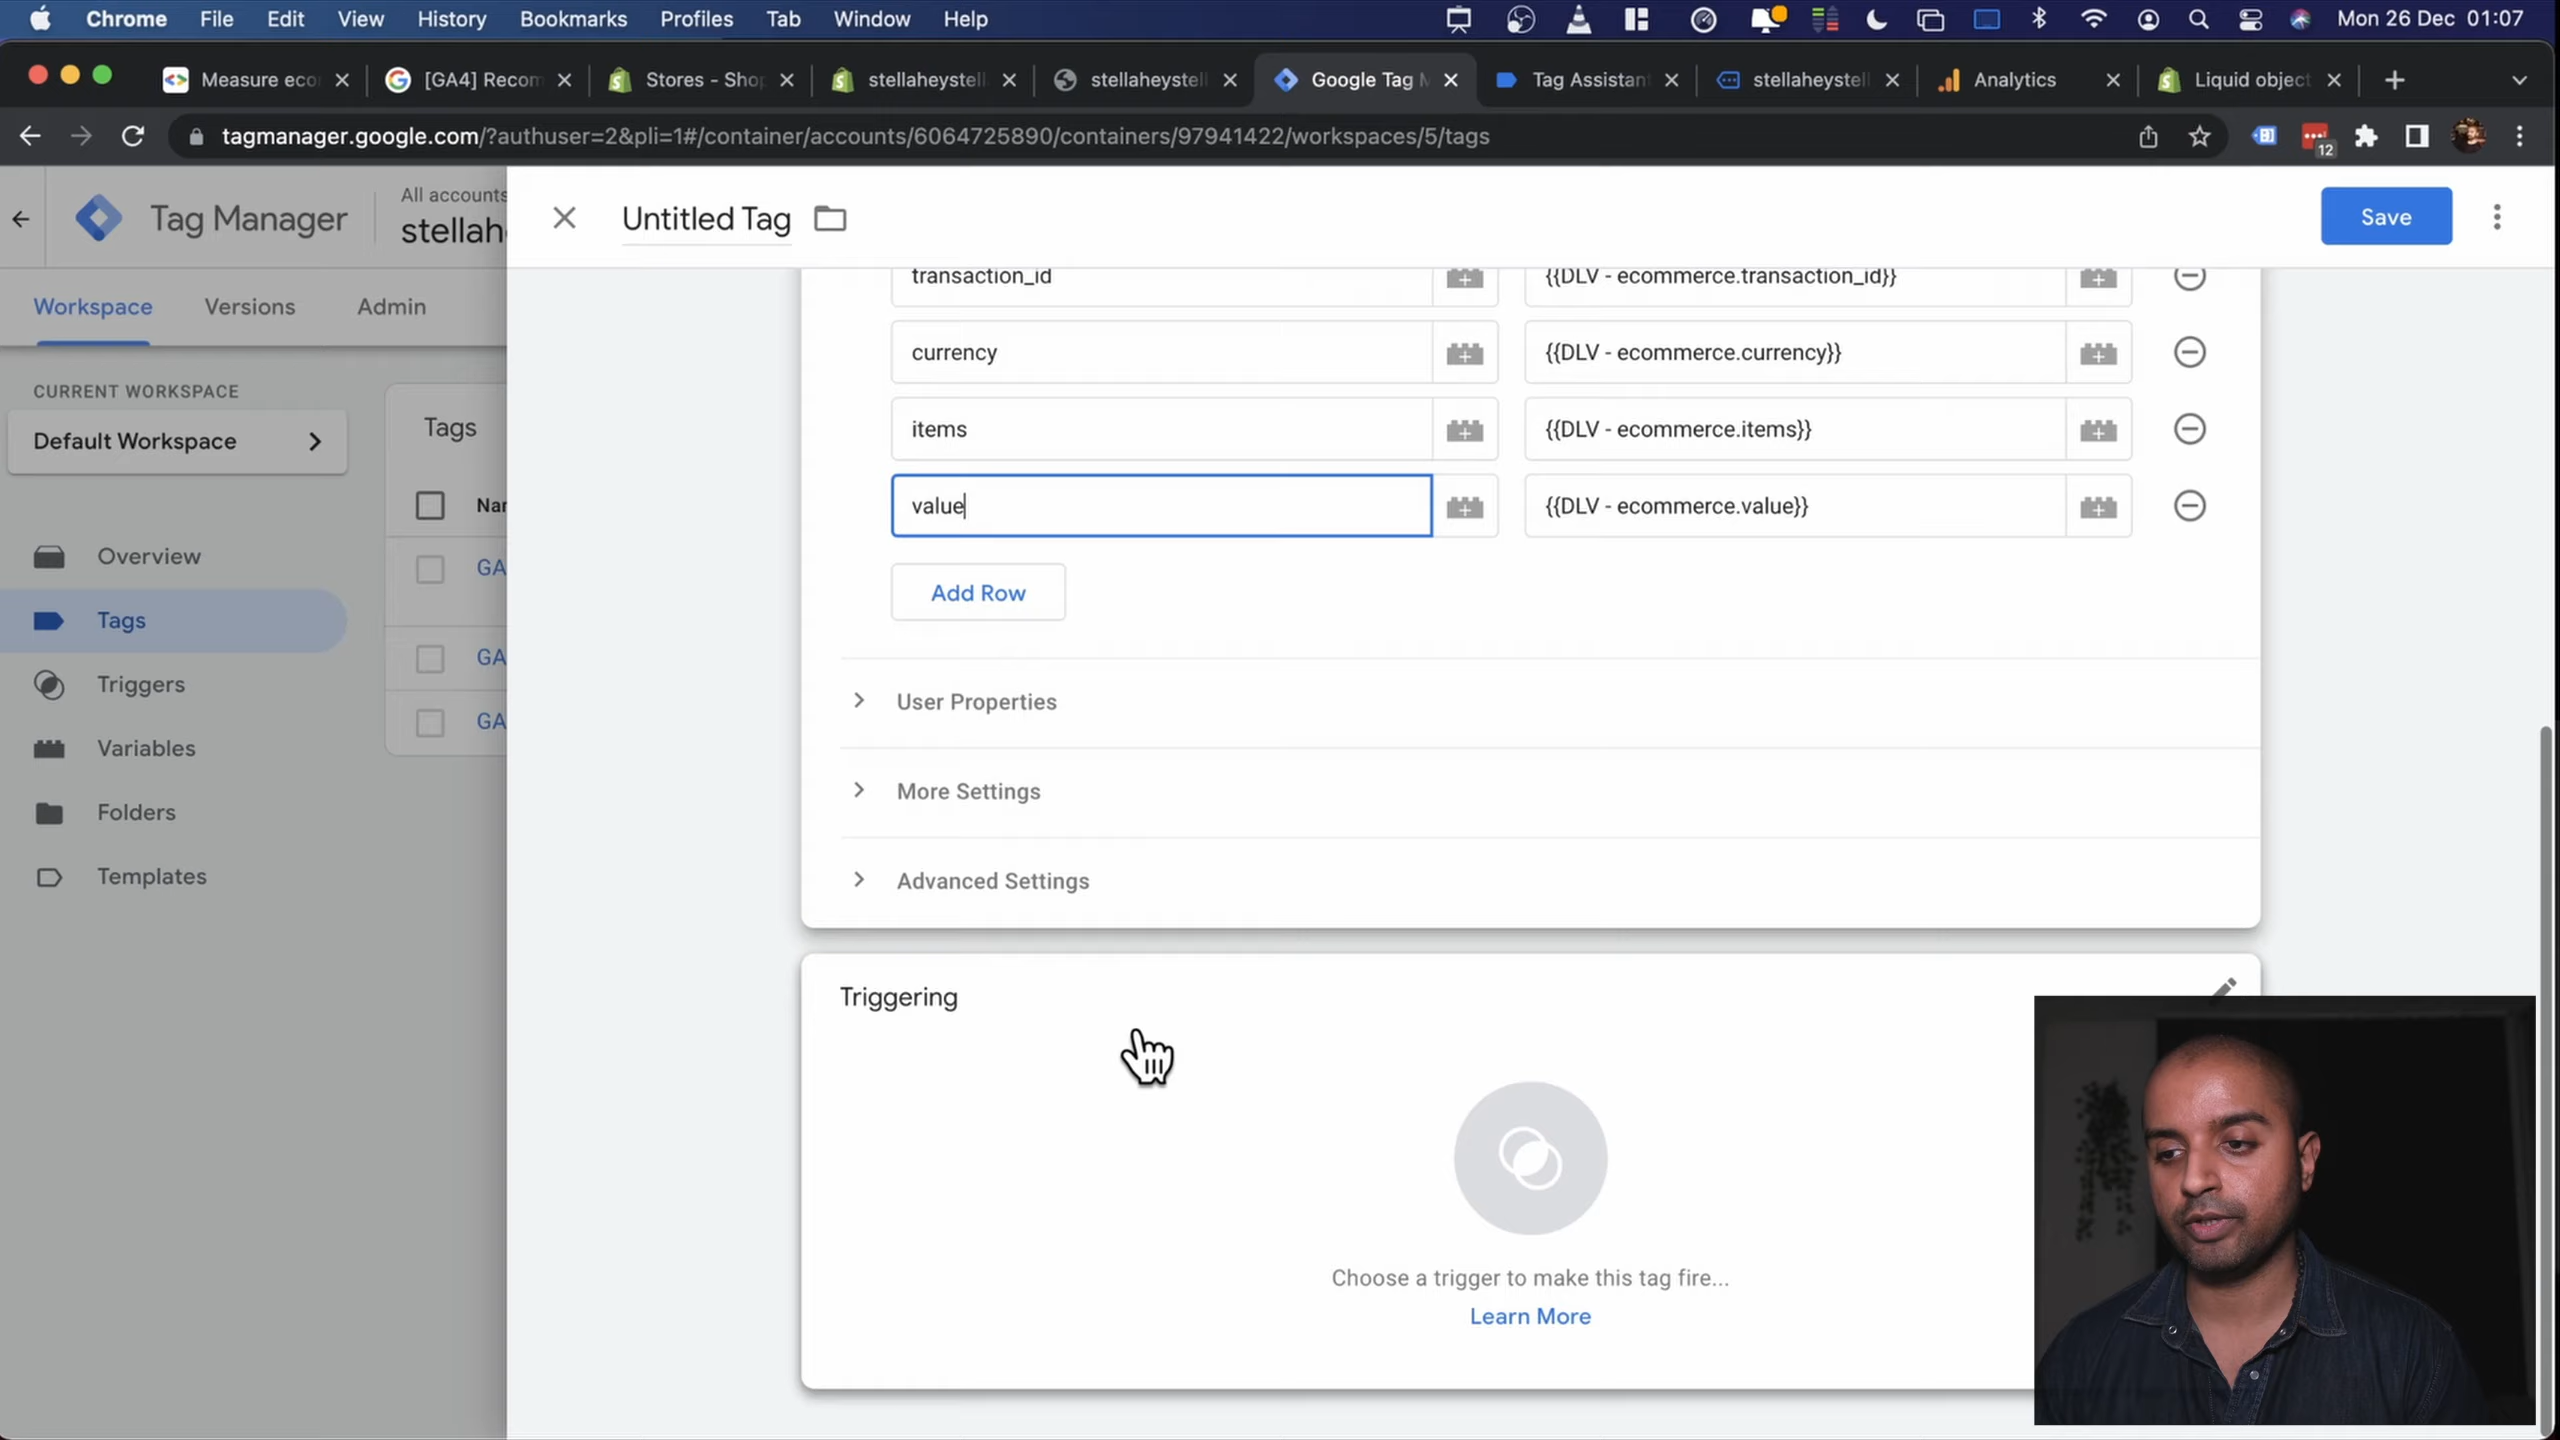 Chrome File Edit View History Bookmarks Profiles Tab Window Help Mon 26 Dec 01:07
Measure eco [GA4] Recom Stores - Shop stellaheystell stellaheystell Google Tag M Tag Assistant stellaheystell Analytics Liquid object
tagmanager.google.com/?authuser=2&pli=1#/container/accounts/6064725890/containers/97941422/workspaces/5/tags
12
Tag Manager
All accounts
stellah
Untitled Tag
Save
Workspace Versions Admin
CURRENT WORKSPACE
Default Workspace
Overview
Tags
Triggers
Variables
Folders
Templates
Tags
Nar
GA
GA
GA
transaction_id {{DLV - ecommerce.transaction_id}}
currency {{DLV - ecommerce.currency}}
items {{DLV - ecommerce.items}}
value {{DLV - ecommerce.value}}
Add Row
User Properties
More Settings
Advanced Settings
Triggering
Choose a trigger to make this tag fire...
Learn More